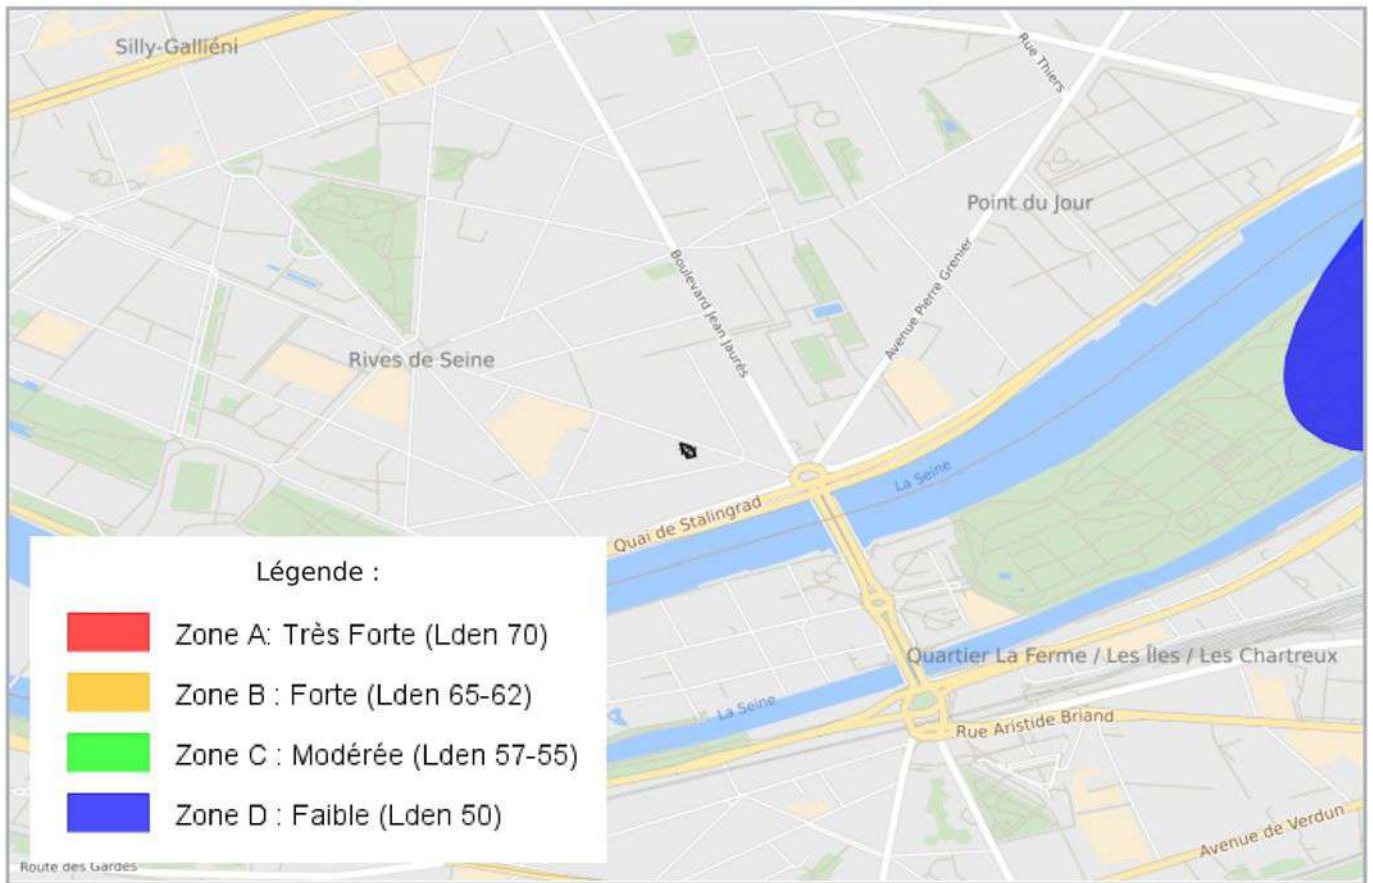 Silly-Galliéni
Rue Thiers
Point du Jour
Boulevard Jean Jaurès
Avenue Pierre Grenier
Rives de Seine
La Seine
Quai de Stalingrad
Légende :
Zone A: Très Forte (Lden 70)
Zone B : Forte (Lden 65-62)
Zone C : Modérée (Lden 57-55)
Zone D : Faible (Lden 50)
Quartier La Ferme / Les Îles / Les Chartreux
La Seine
Rue Aristide Briand
Avenue de Verdun
Route des Gardes